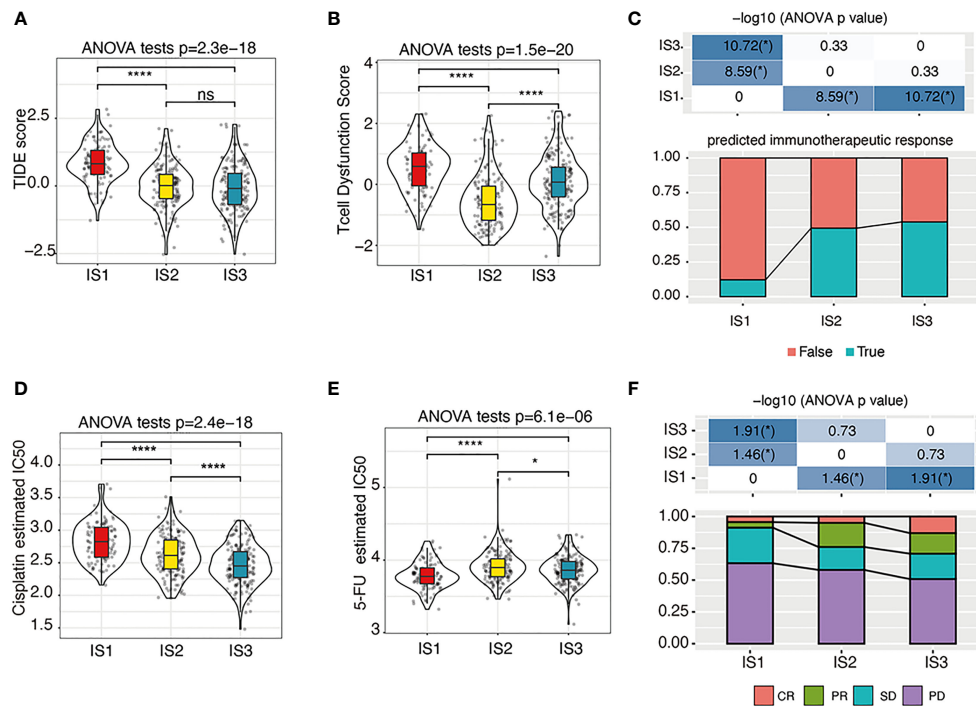 A
ANOVA tests p=2.3e−18
****
ns
TIDE score
2.5
0.0
−2.5
IS1 IS2 IS3
B
ANOVA tests p=1.5e−20
****
****
Tcell Dysfunction Score
4
2
0
−2
IS1 IS2 IS3
C
−log10 (ANOVA p value)
IS3 10.72(*) 0.33 0
IS2 8.59(*) 0 0.33
IS1 0 8.59(*) 10.72(*)
predicted immunotherapeutic response
1.00
0.75
0.50
0.25
0.00
IS1 IS2 IS3
False True
D
ANOVA tests p=2.4e−18
****
****
Cisplatin estimated IC50
4.0
3.5
3.0
2.5
2.0
1.5
IS1 IS2 IS3
E
ANOVA tests p=6.1e−06
****
*
5-FU estimated IC50
5
4
3
IS1 IS2 IS3
F
−log10 (ANOVA p value)
IS3 1.91(*) 0.73 0
IS2 1.46(*) 0 0.73
IS1 0 1.46(*) 1.91(*)
1.00
0.75
0.50
0.25
0.00
IS1 IS2 IS3
CR PR SD PD